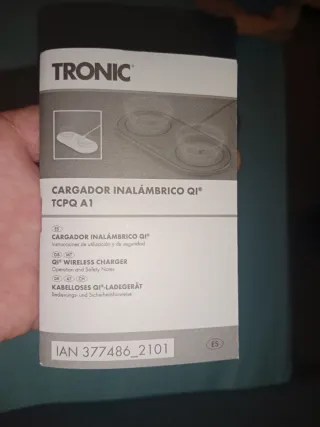 TRONIC
CARGADOR INALÁMBRICO QI®
TCPQ A1
ES
CARGADOR INALÁMBRICO QI®
Instrucciones de utilización y de seguridad
GB MT
QI® WIRELESS CHARGER
Operation and Safety Notes
DE AT CH
KABELLOSES QI®-LADEGERÄT
Bedienungs- und Sicherheitshinweise
IAN 377486_2101
ES